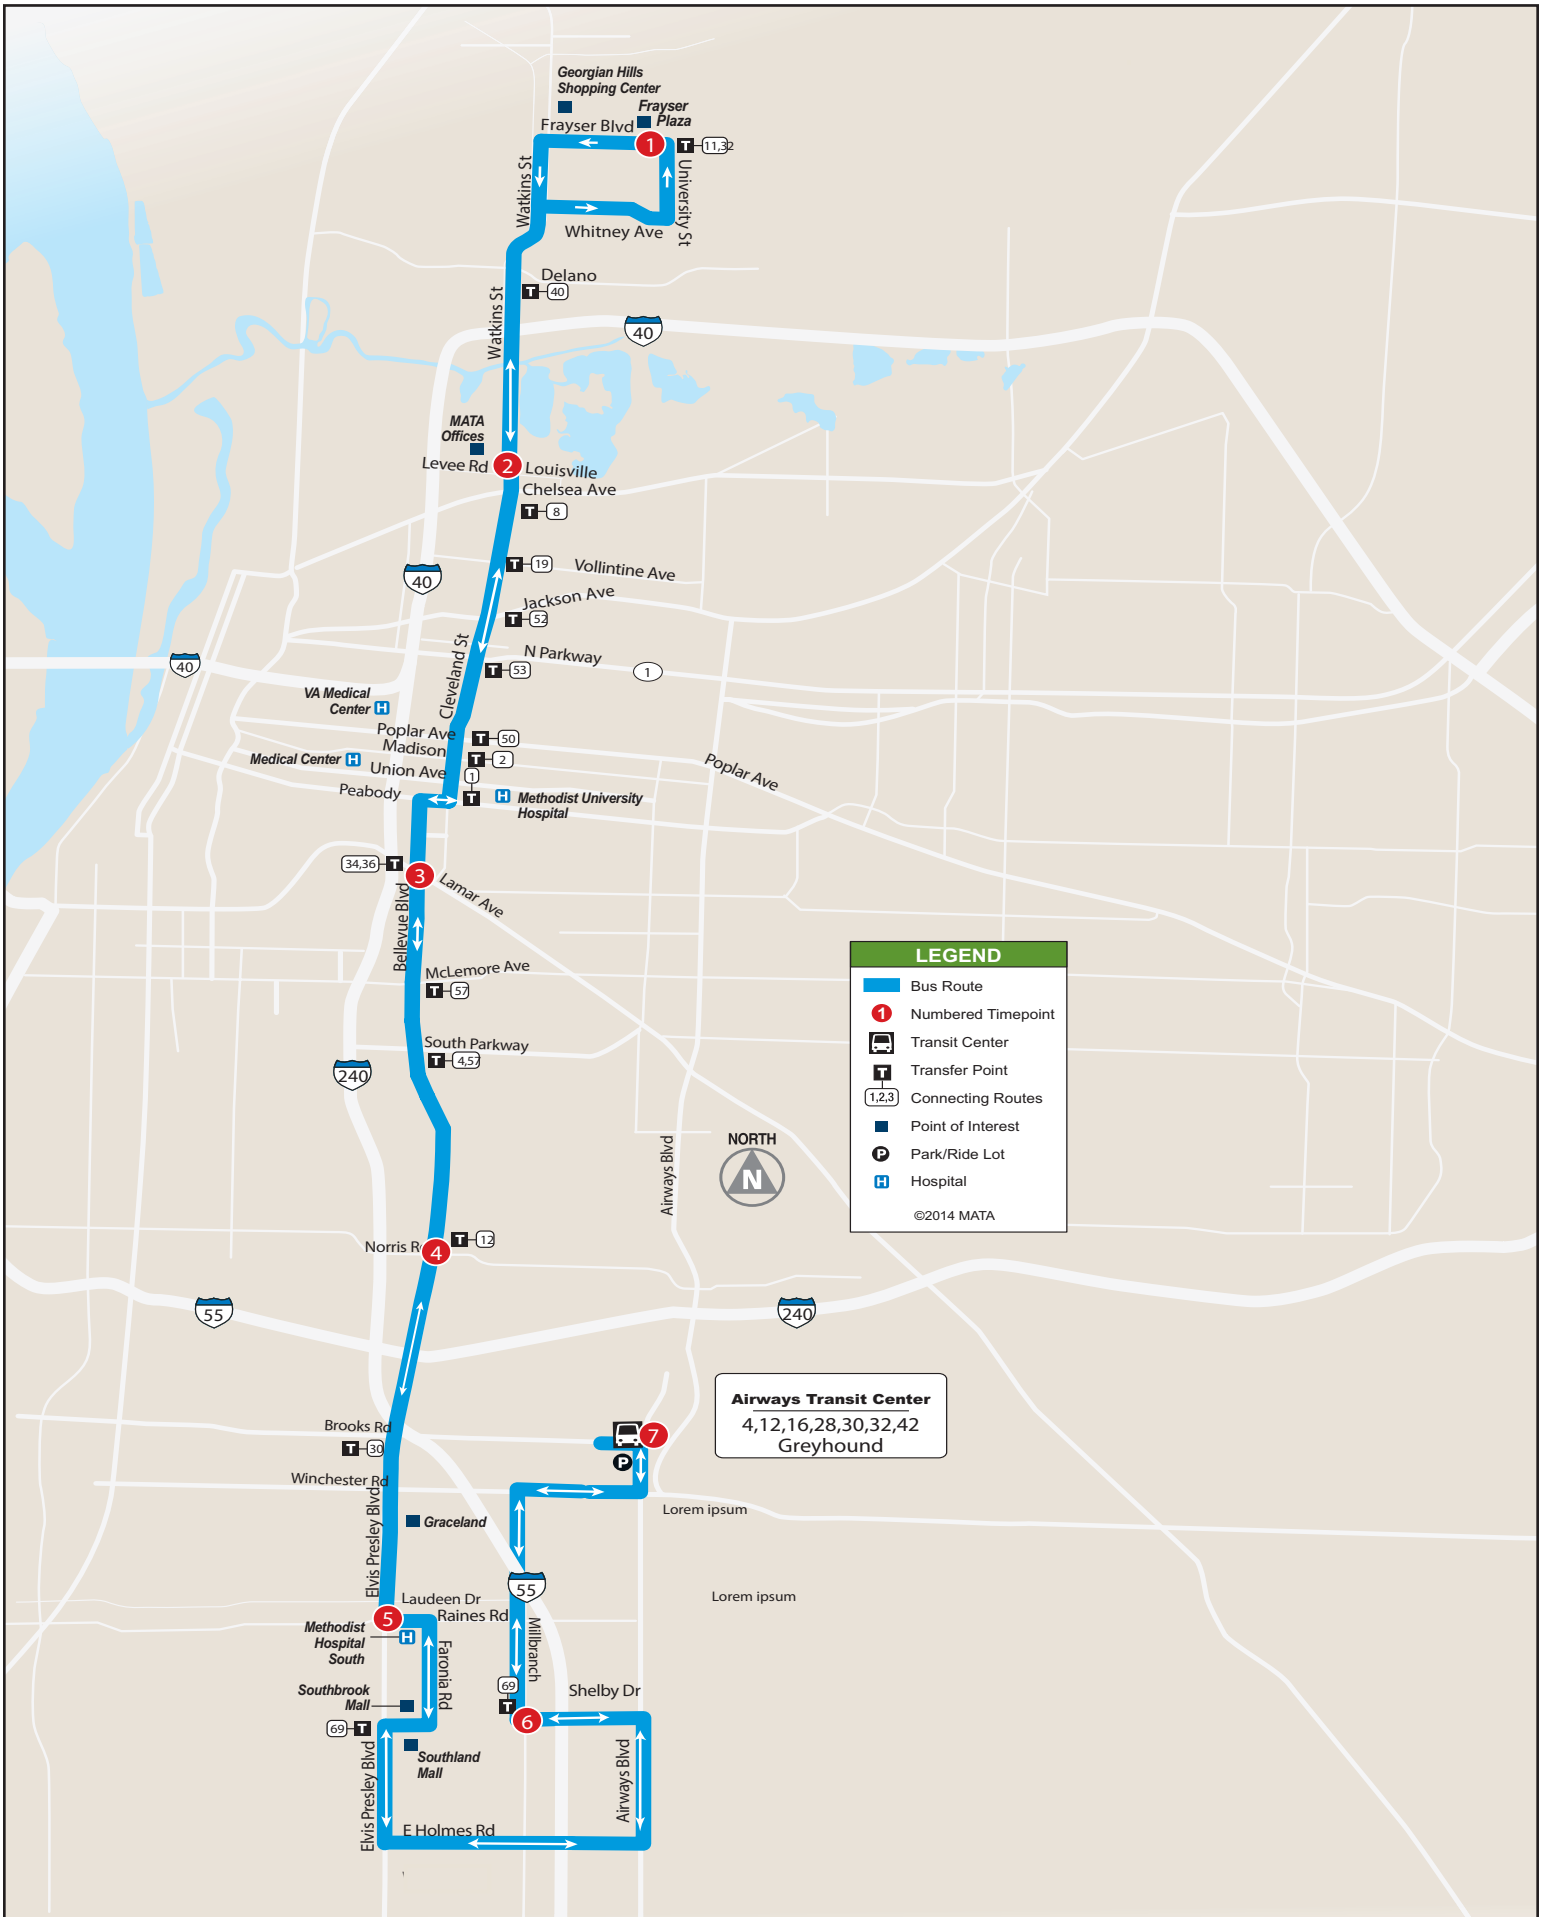 Georgian Hills
Shopping Center
Frayser
Plaza
Frayser Blvd
1
T
11,32
Watkins St
University St
Whitney Ave
Delano
T
40
Watkins St
40
MATA
Offices
Levee Rd
2
Louisville
Chelsea Ave
T
8
T
19
Vollintine Ave
40
Jackson Ave
T
52
N Parkway
T
53
1
40
Cleveland St
VA Medical
Center
H
Poplar Ave
T
50
Madison
T
2
Medical Center
H
Union Ave
1
Poplar Ave
Peabody
T
H
Methodist University
Hospital
34,36
T
3
Lamar Ave
Bellevue Blvd
McLemore Ave
T
57
South Parkway
T
4,57
240
LEGEND
Bus Route
1
Numbered Timepoint
Transit Center
T
Transfer Point
1,2,3
Connecting Routes
Point of Interest
P
Park/Ride Lot
H
Hospital
©2014 MATA
NORTH
N
Airways Blvd
Norris R
4
T
12
55
240
Airways Transit Center
4,12,16,28,30,32,42
Greyhound
Brooks Rd
T
30
7
P
Winchester Rd
Lorem ipsum
Elvis Presley Blvd
Graceland
55
Lorem ipsum
Laudeen Dr
5
Raines Rd
Methodist
Hospital
South
H
Faronia Rd
Millbranch
Southbrook
Mall
69
T
Shelby Dr
6
69
T
Southland
Mall
Elvis Presley Blvd
Airways Blvd
E Holmes Rd